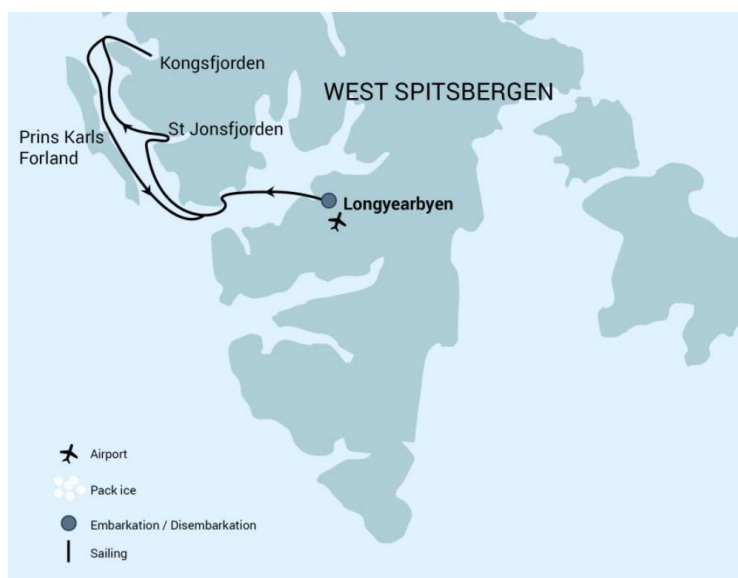 Kongsfjorden
WEST SPITSBERGEN
St Jonsfjorden
Prins Karls
Forland
Longyearbyen
Airport
Pack ice
Embarkation / Disembarkation
Sailing